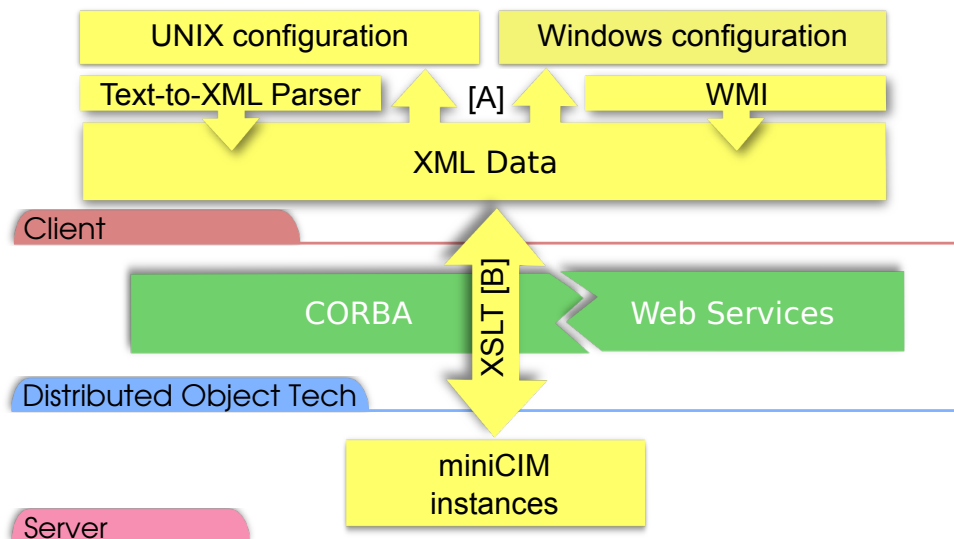 UNIX configuration
Windows configuration
Text-to-XML Parser
[A]
WMI
XML Data
Client
CORBA
XSLT [B]
Web Services
Distributed Object Tech
miniCIM
instances
Server